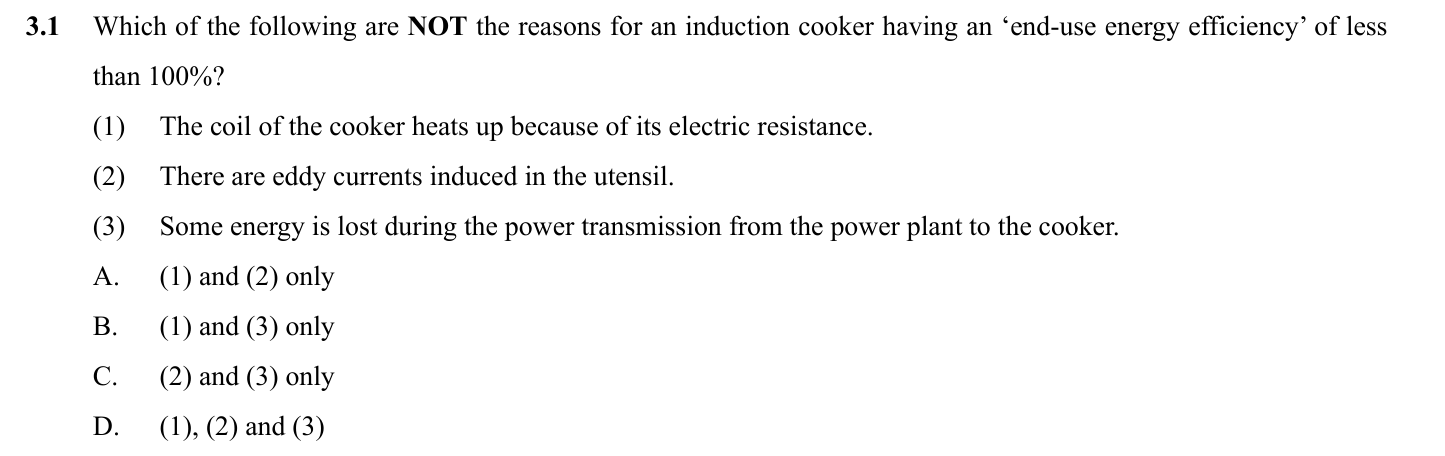 3.1 Which of the following are NOT the reasons for an induction cooker having an ‘end-use energy efficiency’ of less
than 100%?
(1) The coil of the cooker heats up because of its electric resistance.
(2) There are eddy currents induced in the utensil.
(3) Some energy is lost during the power transmission from the power plant to the cooker.
A. (1) and (2) only
B. (1) and (3) only
C. (2) and (3) only
D. (1), (2) and (3)